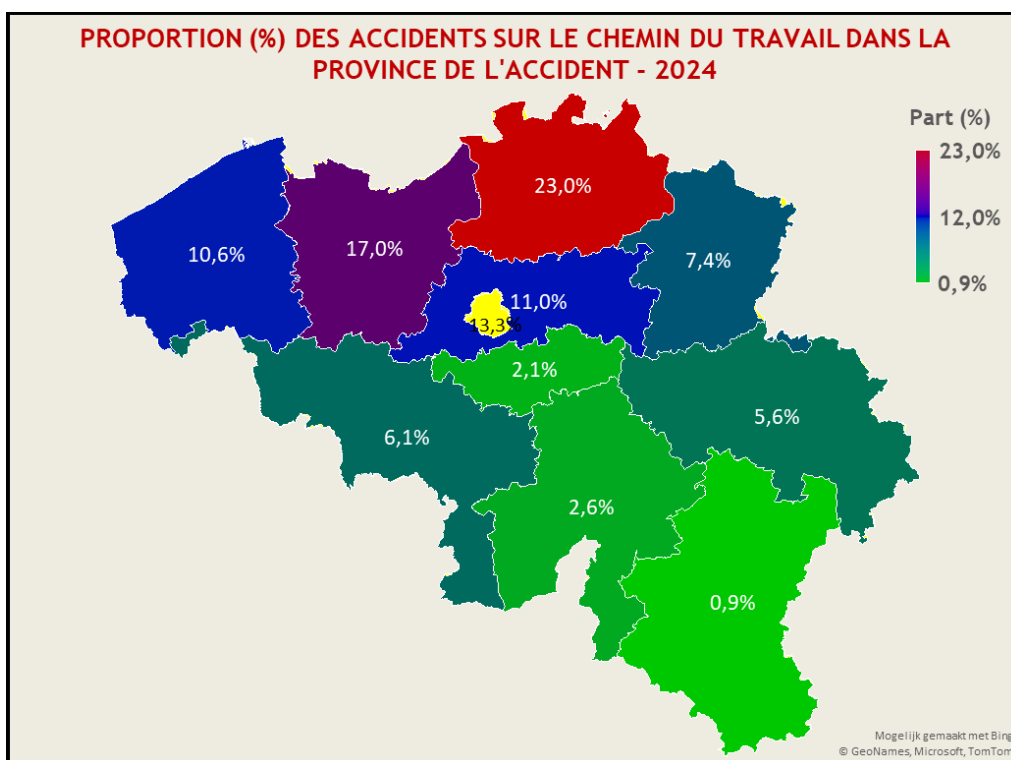 PROPORTION (%) DES ACCIDENTS SUR LE CHEMIN DU TRAVAIL DANS LA
PROVINCE DE L'ACCIDENT - 2024
Part (%)
23,0%
12,0%
0,9%
23,0%
10,6%
17,0%
7,4%
11,0%
13,3%
2,1%
5,6%
6,1%
2,6%
0,9%
Mogelijk gemaakt met Bing
© GeoNames, Microsoft, TomTom